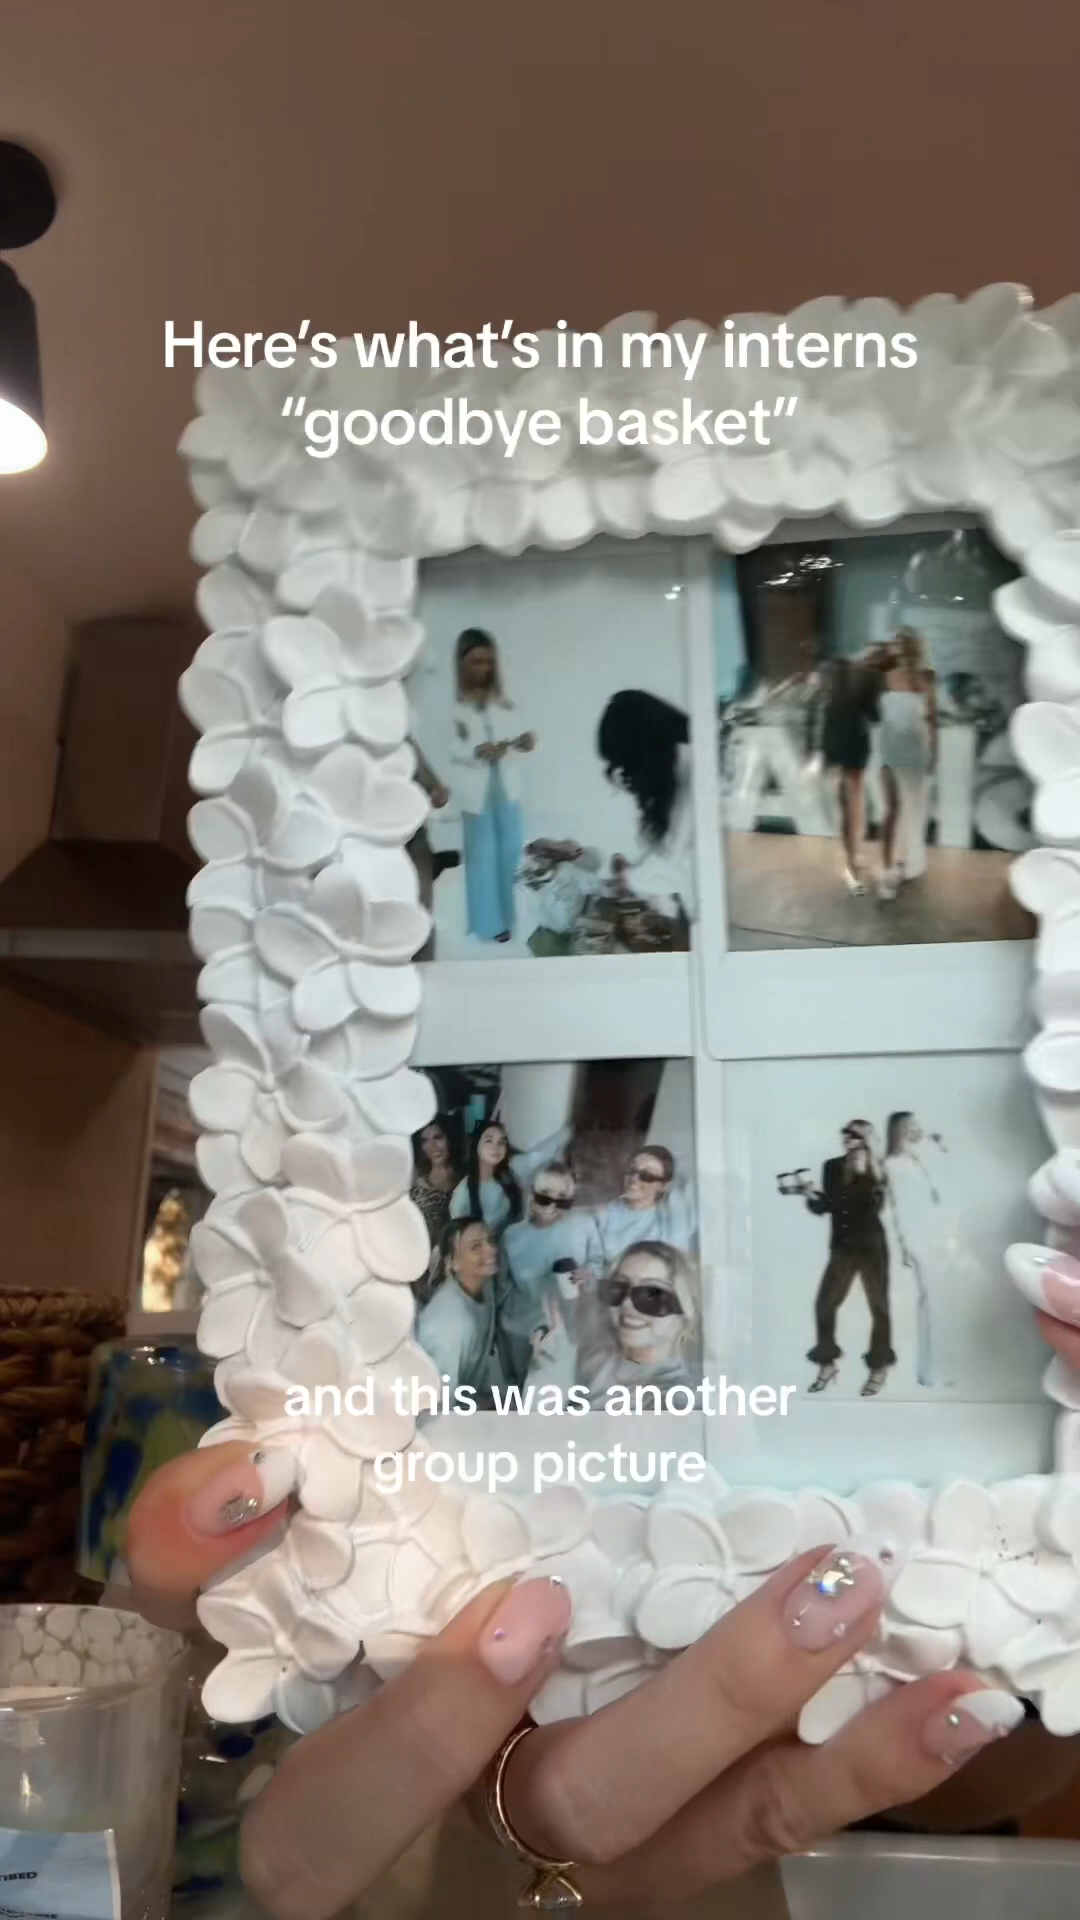 Here’s what’s in my interns
“goodbye basket”
and this was another
group picture